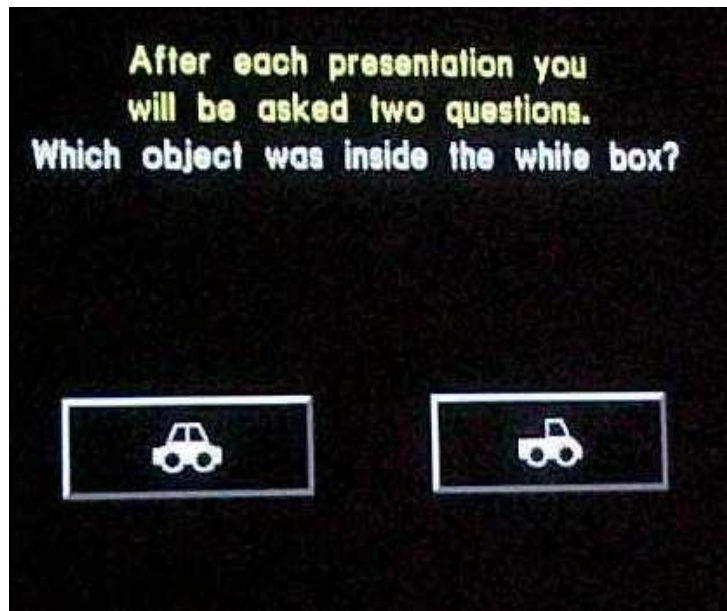 After each presentation you
will be asked two questions.
Which object was inside the white box?